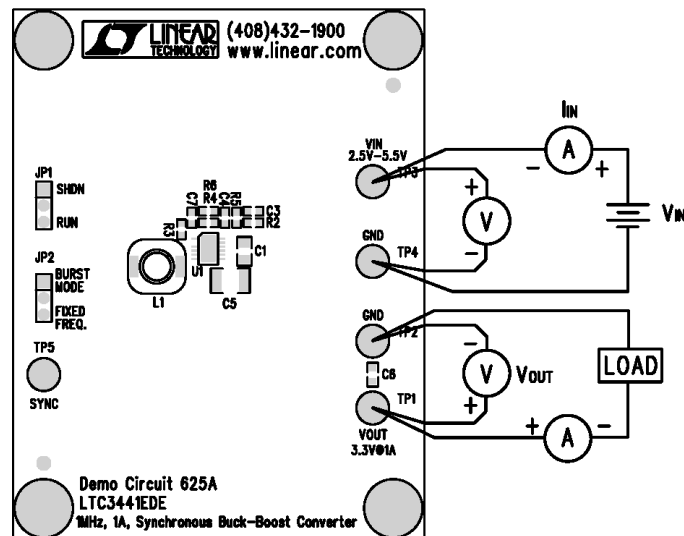 LINEAR TECHNOLOGY (408)432-1900
www.linear.com
VIN
2.5V-5.5V
TP3
IIN
A
- +
+
V
-
VIN
JP1
SHDN
RUN
R6
R4
C7
C4
R5
C3
R2
R3
U1
C1
L1
C5
GND
TP4
JP2
BURST
MODE
FIXED
FREQ.
GND
TP2
-
V
+
VOUT
LOAD
TP5
SYNC
C6
TP1
VOUT
3.3V@1A
+ -
A
Demo Circuit 625A
LTC3441EDE
1MHz, 1A, Synchronous Buck-Boost Converter